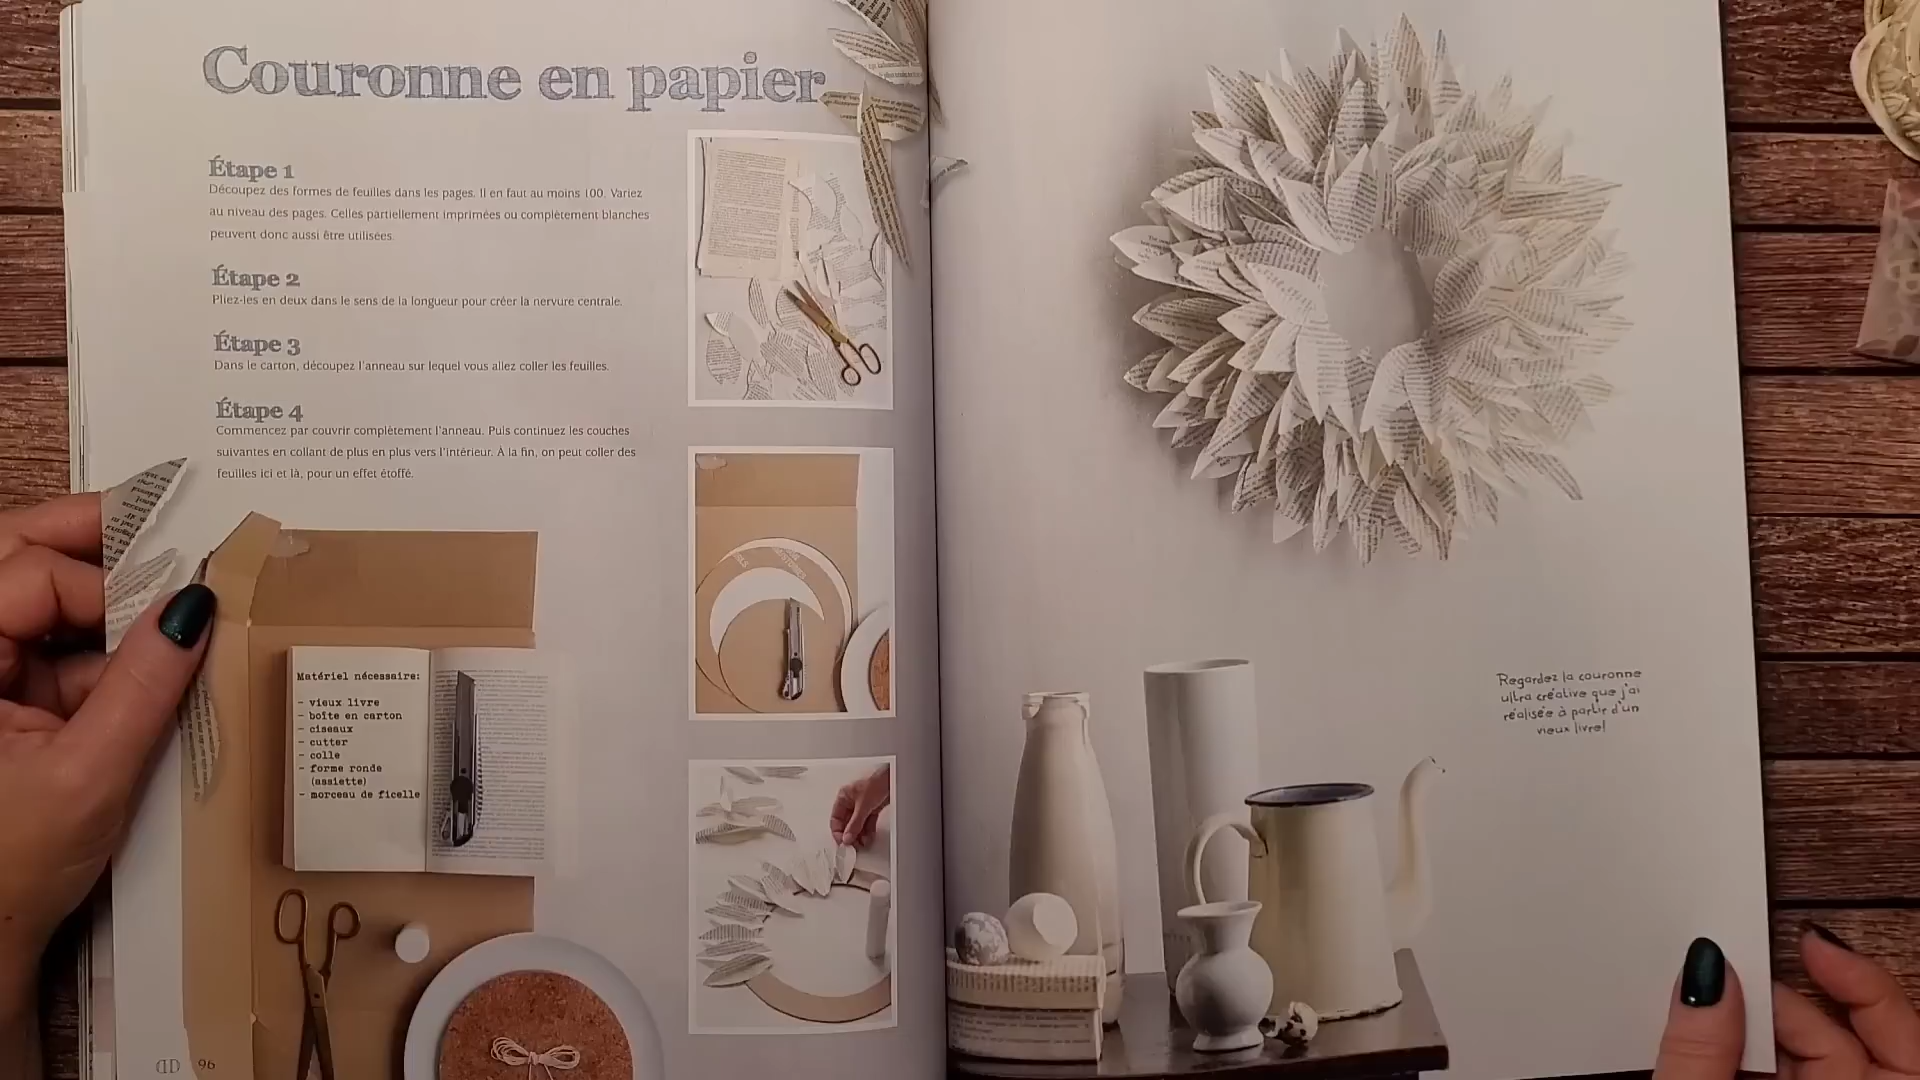 Couronne en papier
Étape 1
Découpez des formes de feuilles dans les pages. Il en faut au moins 100. Variez
au niveau des pages. Celles partiellement imprimées ou complètement blanches
peuvent donc aussi être utilisées.
Étape 2
Pliez-les en deux dans le sens de la longueur pour créer la nervure centrale.
Étape 3
Dans le carton, découpez l'anneau sur lequel vous allez coller les feuilles.
Étape 4
Commencez par couvrir complètement l'anneau. Puis continuez les couches
suivantes en collant de plus en plus vers l'intérieur. À la fin, on peut coller des
feuilles ici et là, pour un effet étoffé.
Matériel nécessaire:
- vieux livre
- boîte en carton
- ciseaux
- cutter
- colle
- forme ronde
(assiette)
- morceau de ficelle
96
Regardez la couronne
ultra créative que j'ai
réalisée à partir d'un
vieux livre!